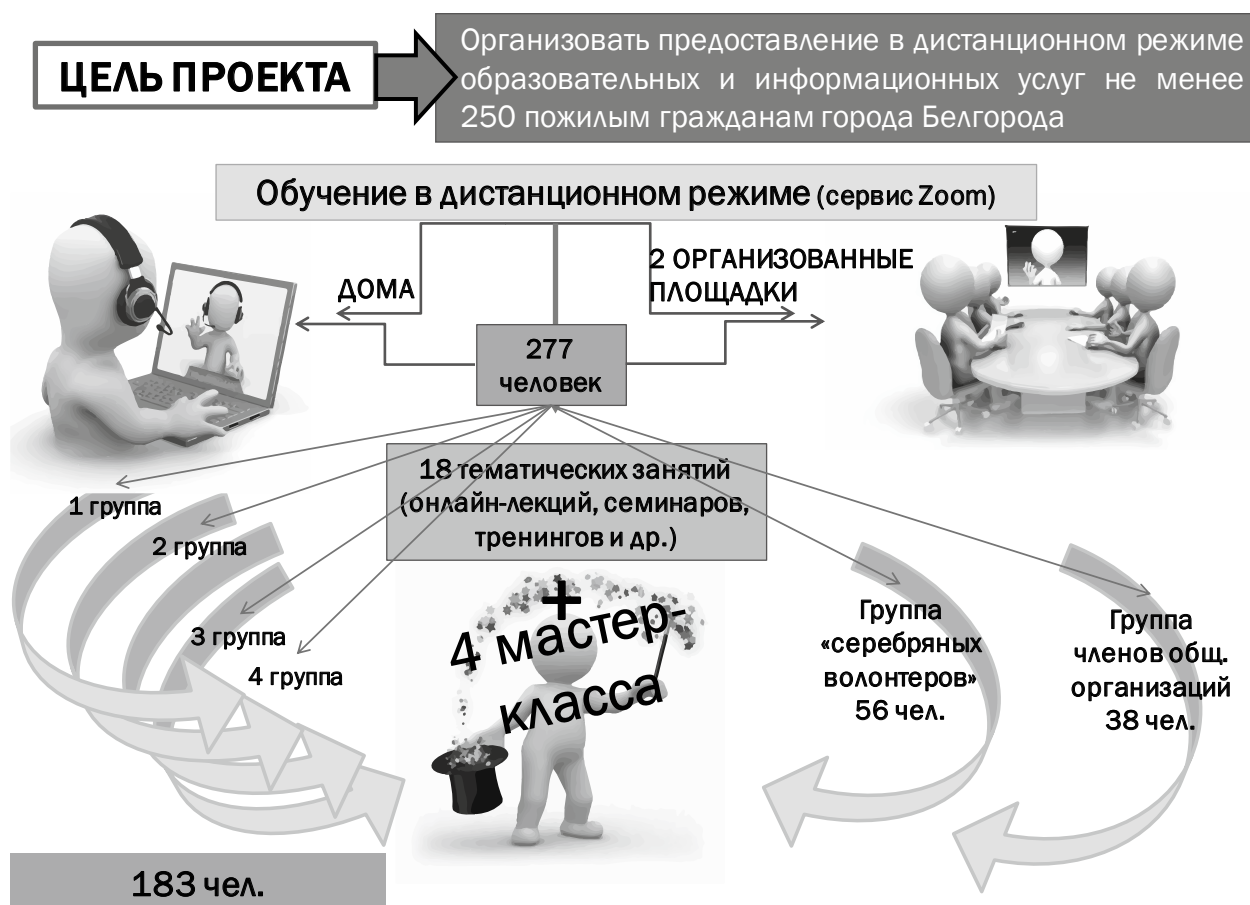 ЦЕЛЬ ПРОЕКТА
Организовать предоставление в дистанционном режиме
образовательных и информационных услуг не менее
250 пожилым гражданам города Белгорода
Обучение в дистанционном режиме (сервис Zoom)
ДОМА
2 ОРГАНИЗОВАННЫЕ
ПЛОЩАДКИ
277
человек
18 тематических занятий
(онлайн-лекций, семинаров,
тренингов и др.)
1 группа
2 группа
3 группа
4 группа
+
4 мастер-
класса
Группа
«серебряных
волонтеров»
56 чел.
Группа
членов общ.
организаций
38 чел.
183 чел.